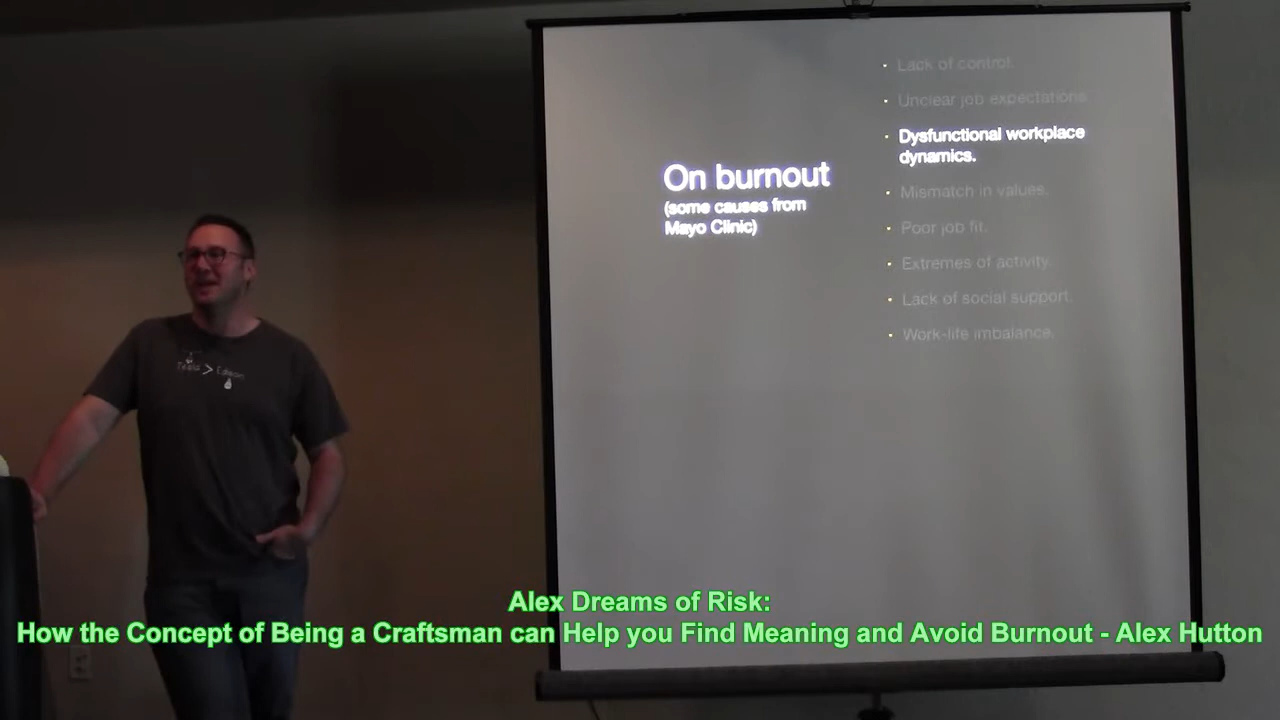 Lack of control.
Unclear job expectations.
Dysfunctional workplace
dynamics.
On burnout
(some causes from
Mayo Clinic)
Mismatch in values.
Poor job fit.
Extremes of activity.
Lack of social support.
Work-life imbalance.
Tesla > Edison
Alex Dreams of Risk:
How the Concept of Being a Craftsman can Help you Find Meaning and Avoid Burnout - Alex Hutton